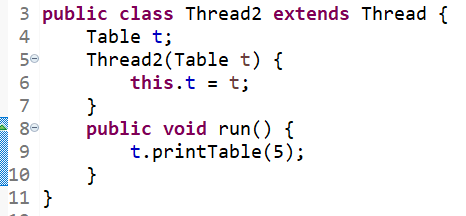 3 public class Thread2 extends Thread {
4     Table t;
5     Thread2(Table t) {
6         this.t = t;
7     }
8     public void run() {
9         t.printTable(5);
10     }
11 }